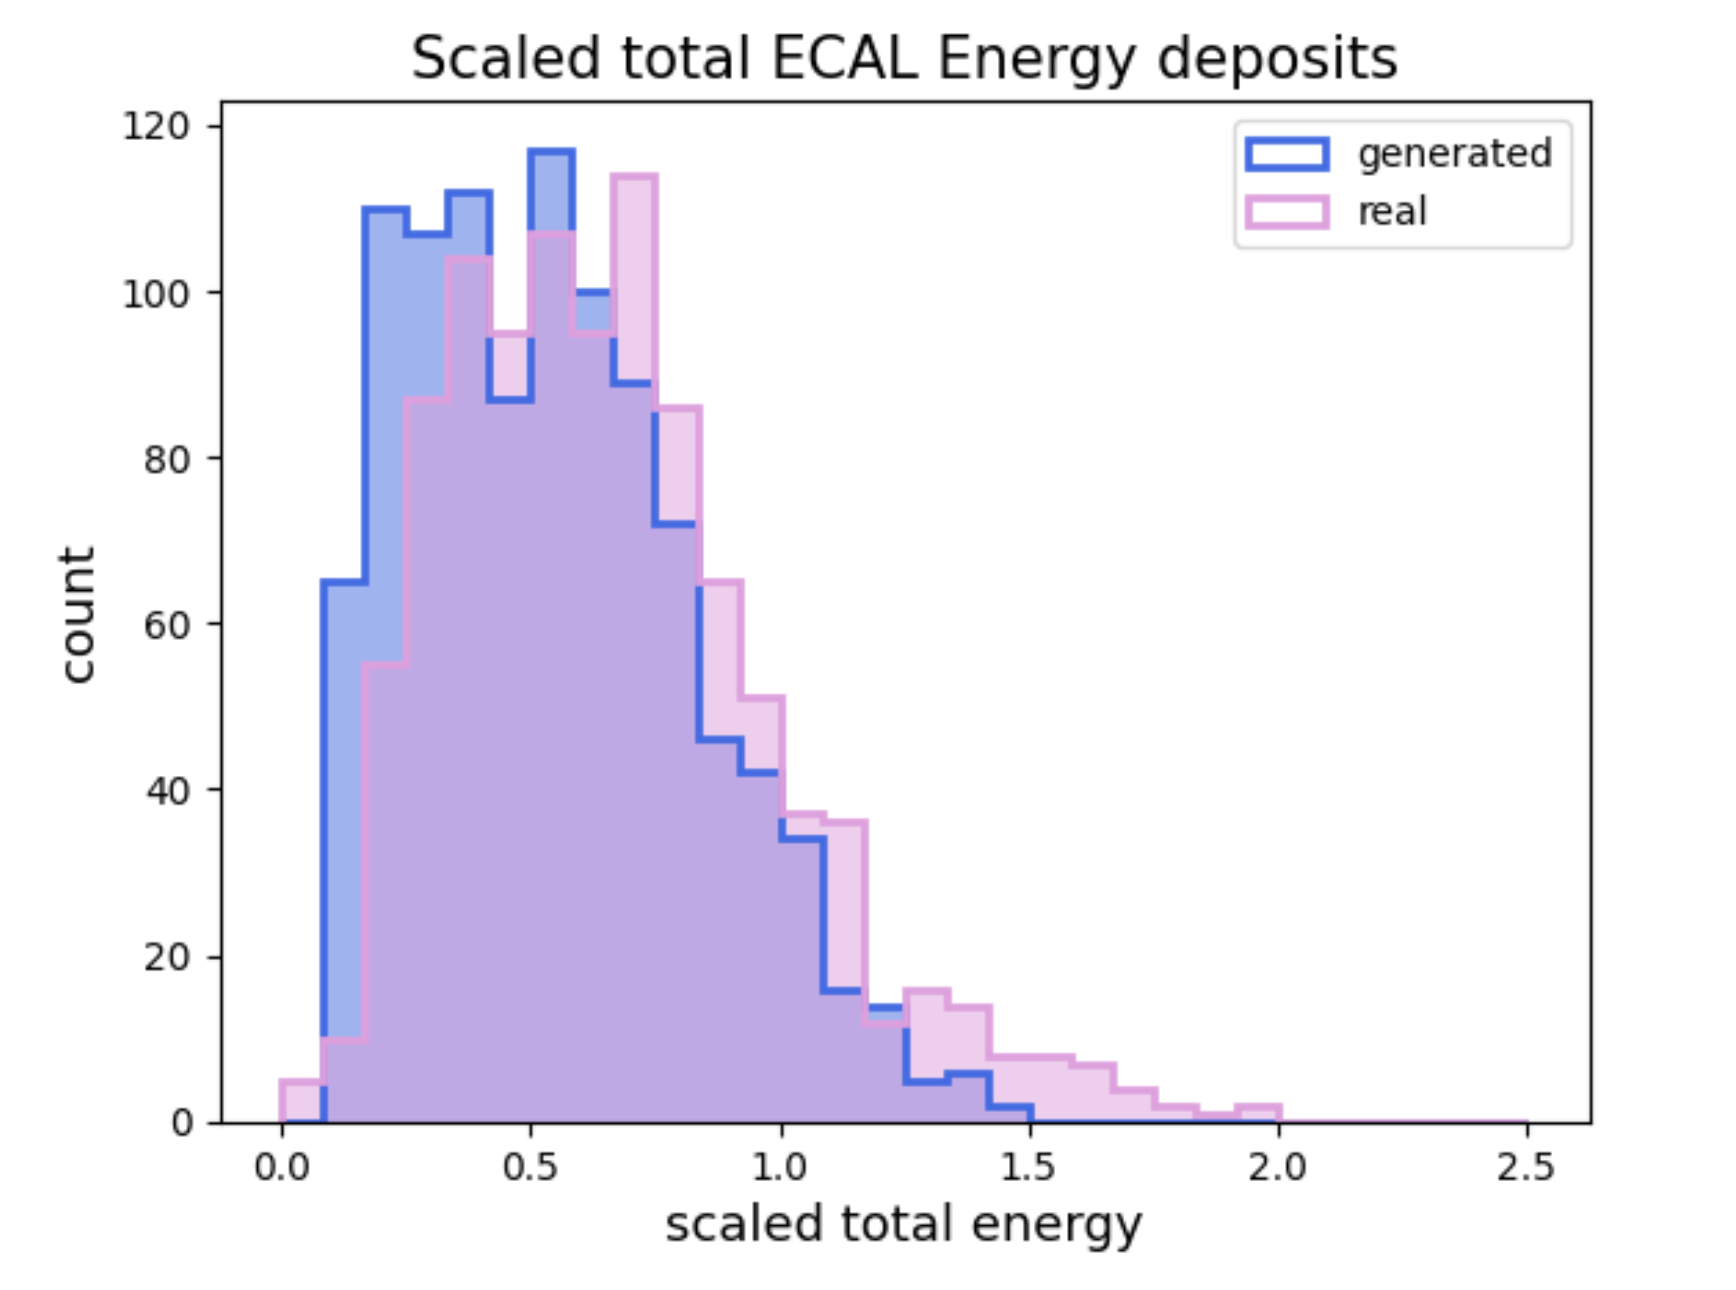 Scaled total ECAL Energy deposits
120
100
80
60
40
20
0
count
generated
real
0.0 0.5 1.0 1.5 2.0 2.5
scaled total energy